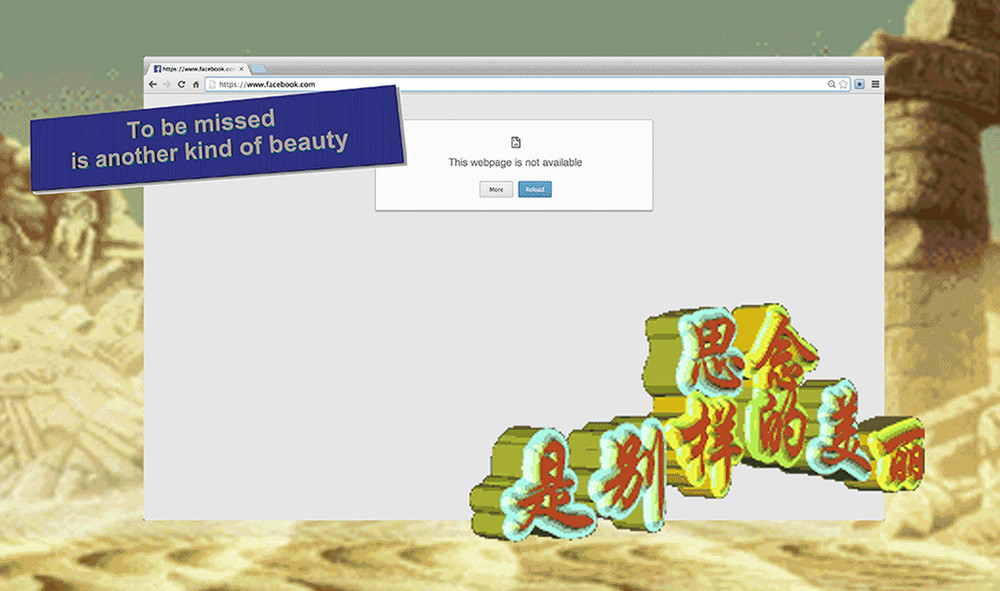 https://www.facebook.co
https://www.facebook.com
To be missed
is another kind of beauty
This webpage is not available
More Reload
思念
是别样的美丽